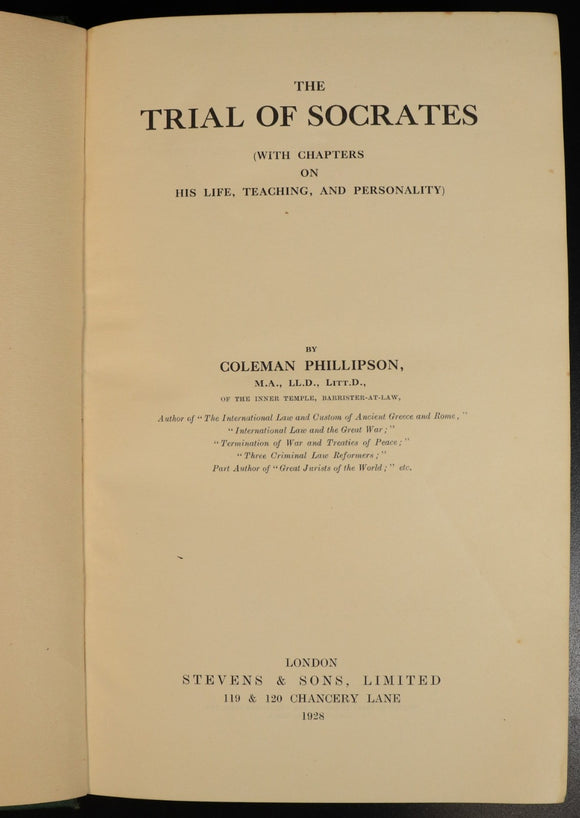 THE
TRIAL OF SOCRATES
(WITH CHAPTERS
ON
HIS LIFE, TEACHING, AND PERSONALITY)
BY
COLEMAN PHILLIPSON,
M.A., LL.D., LITT.D.,
OF THE INNER TEMPLE, BARRISTER-AT-LAW,
Author of "The International Law and Custom of Ancient Greece and Rome,"
"International Law and the Great War;"
"Termination of War and Treaties of Peace;"
"Three Criminal Law Reformers;"
Part Author of "Great Jurists of the World;" etc.
LONDON
STEVENS & SONS, LIMITED
119 & 120 CHANCERY LANE
1928